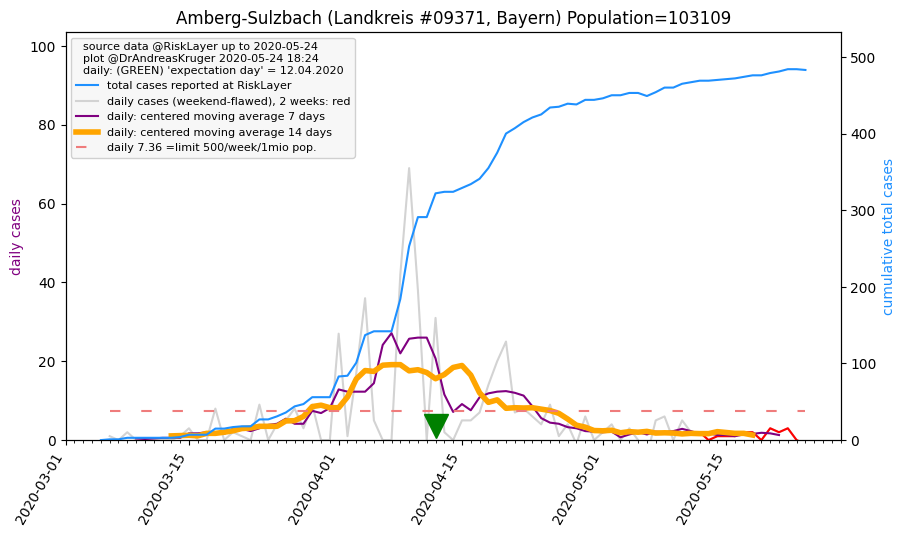 Amberg-Sulzbach (Landkreis #09371, Bayern) Population=103109
source data @RiskLayer up to 2020-05-24
plot @DrAndreasKruger 2020-05-24 18:24
daily: (GREEN) 'expectation day' = 12.04.2020
total cases reported at RiskLayer
daily cases (weekend-flawed), 2 weeks: red
daily: centered moving average 7 days
daily: centered moving average 14 days
daily 7.36 =limit 500/week/1mio pop.
daily cases
100
80
60
40
20
0
cumulative total cases
500
400
300
200
100
0
2020-03-01
2020-03-15
2020-04-01
2020-04-15
2020-05-01
2020-05-15